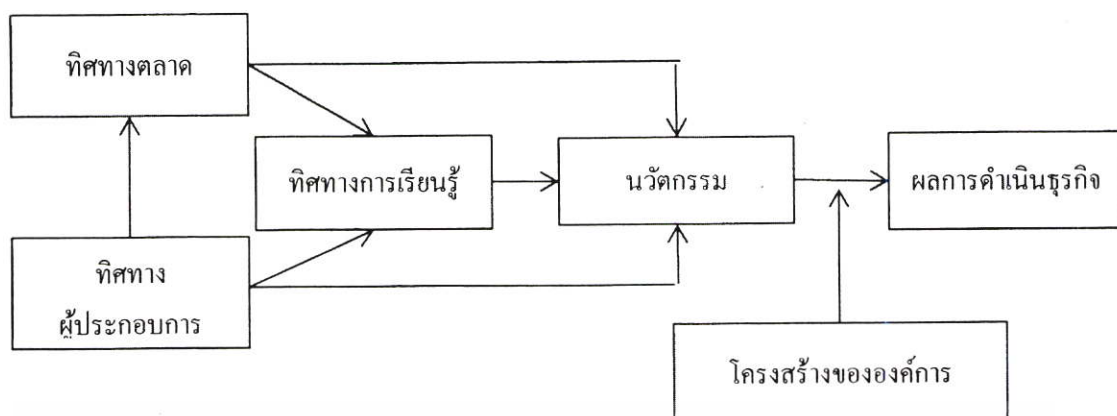 ทิศทางตลาด
ทิศทางการเรียนรู้
นวัตกรรม
ผลการดำเนินธุรกิจ
ทิศทาง
ผู้ประกอบการ
โครงสร้างขององค์การ